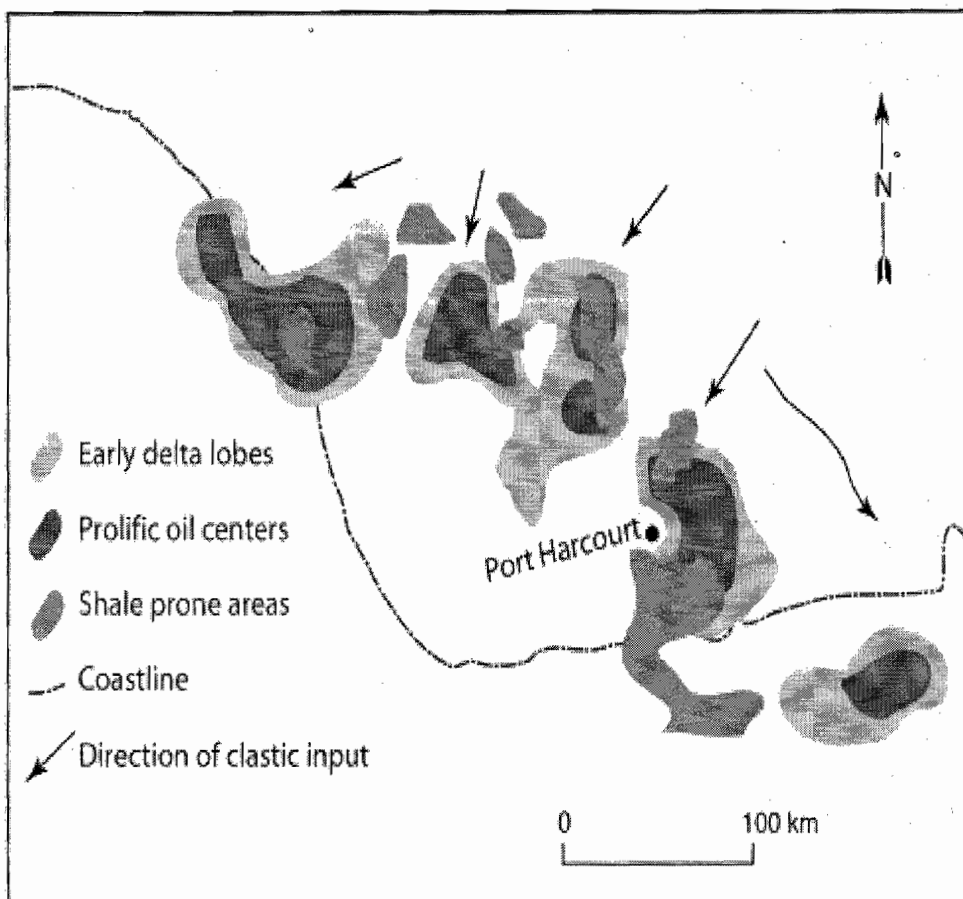 N
Early delta lobes
Prolific oil centers
Port Harcourt
Shale prone areas
Coastline
Direction of clastic input
0 100 km